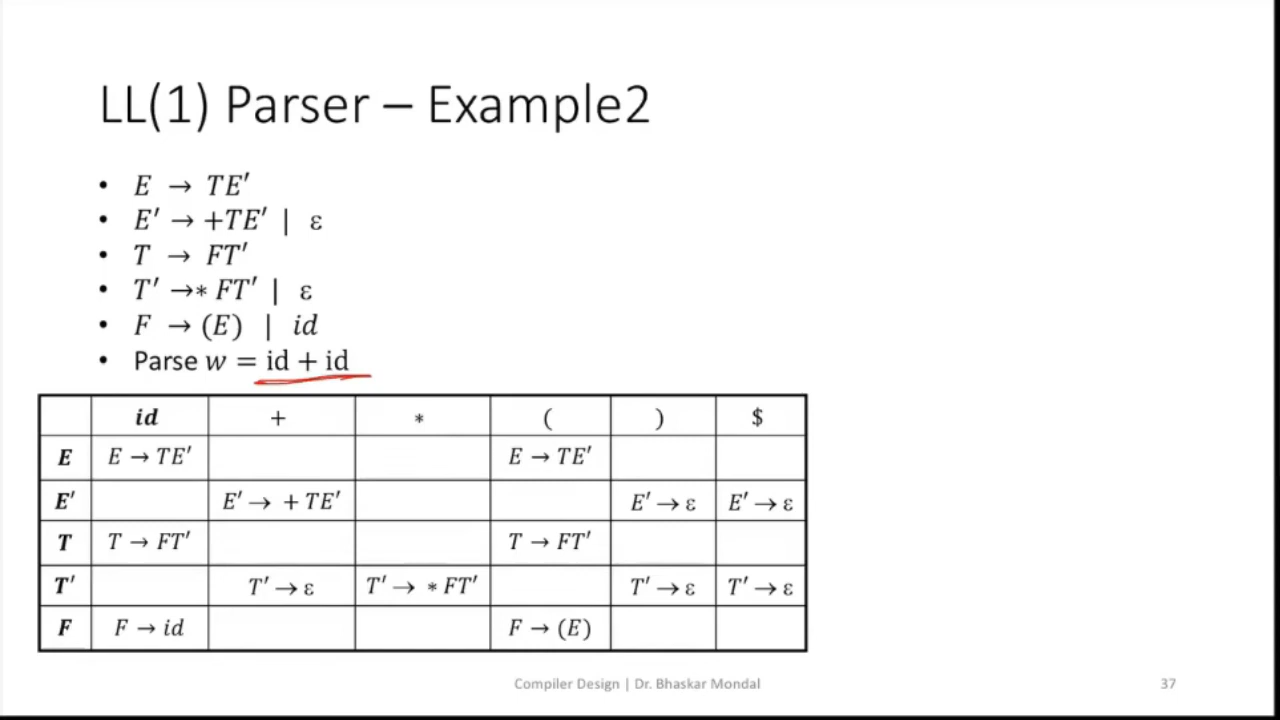 LL(1) Parser – Example2
• E → TE′
• E′ → +TE′ | ε
• T → FT′
• T′ →∗ FT′ | ε
• F → (E) | id
• Parse w = id + id
id + ∗ ( ) $
E E → TE′ E → TE′
E′ E′ → +TE′ E′ → ε E′ → ε
T T → FT′ T → FT′
T′ T′ → ε T′ → ∗FT′ T′ → ε T′ → ε
F F → id F → (E)
Compiler Design | Dr. Bhaskar Mondal 37